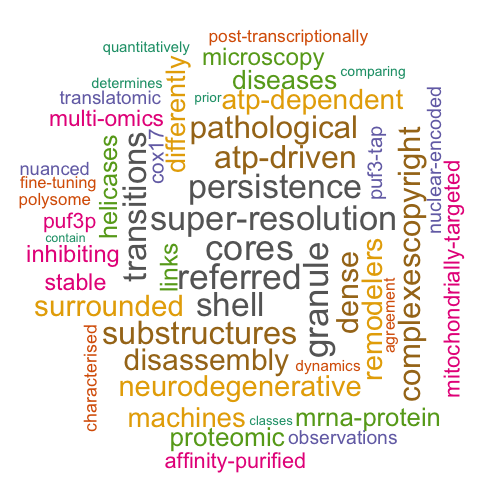 post-transcriptionally
quantitatively
microscopy
differently
diseases
comparing
determines
translatomic
prior
atp-dependent
nuclear-encoded
multi-omics
cox17
pathological
puf3-tap
helicases
transitions
atp-driven
complexescopyright
nuanced
fine-tuning
polysome
persistence
mitochondrially-targeted
puf3p
super-resolution
contain
inhibiting
links
cores
granule
dense
remodelers
stable
referred
agreement
surrounded
shell
characterised
substructures
disassembly
dynamics
neurodegenerative
machines
classes
mrna-protein
proteomic
observations
affinity-purified